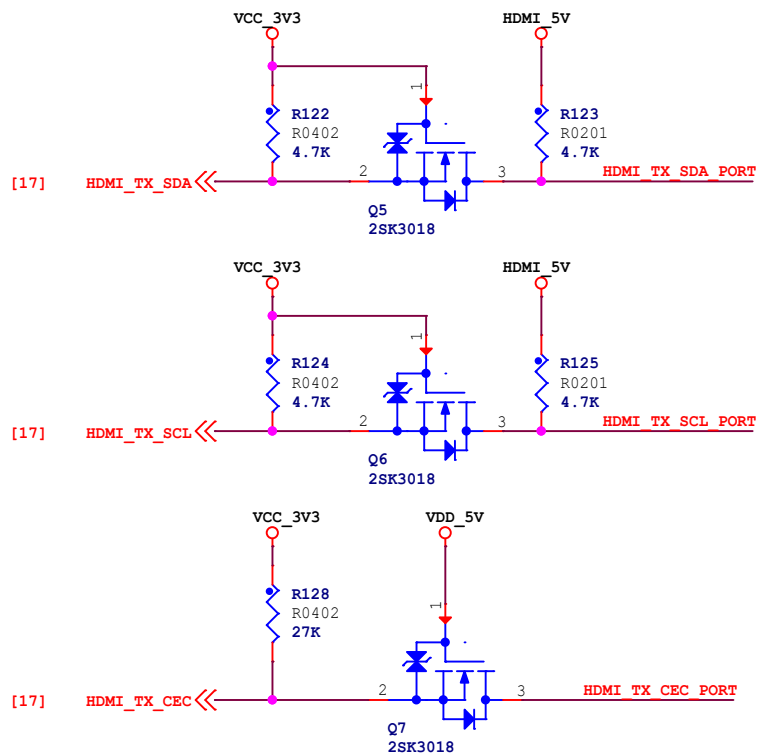 VCC_3V3
HDMI_5V
1
R122
R0402
4.7K
R123
R0201
4.7K
[17]
HDMI_TX_SDA
2
3
HDMI_TX_SDA_PORT
Q5
2SK3018
VCC_3V3
HDMI_5V
1
R124
R0402
4.7K
R125
R0201
4.7K
[17]
HDMI_TX_SCL
2
3
HDMI_TX_SCL_PORT
Q6
2SK3018
VCC_3V3
VDD_5V
1
R128
R0402
27K
[17]
HDMI_TX_CEC
2
3
HDMI_TX_CEC_PORT
Q7
2SK3018